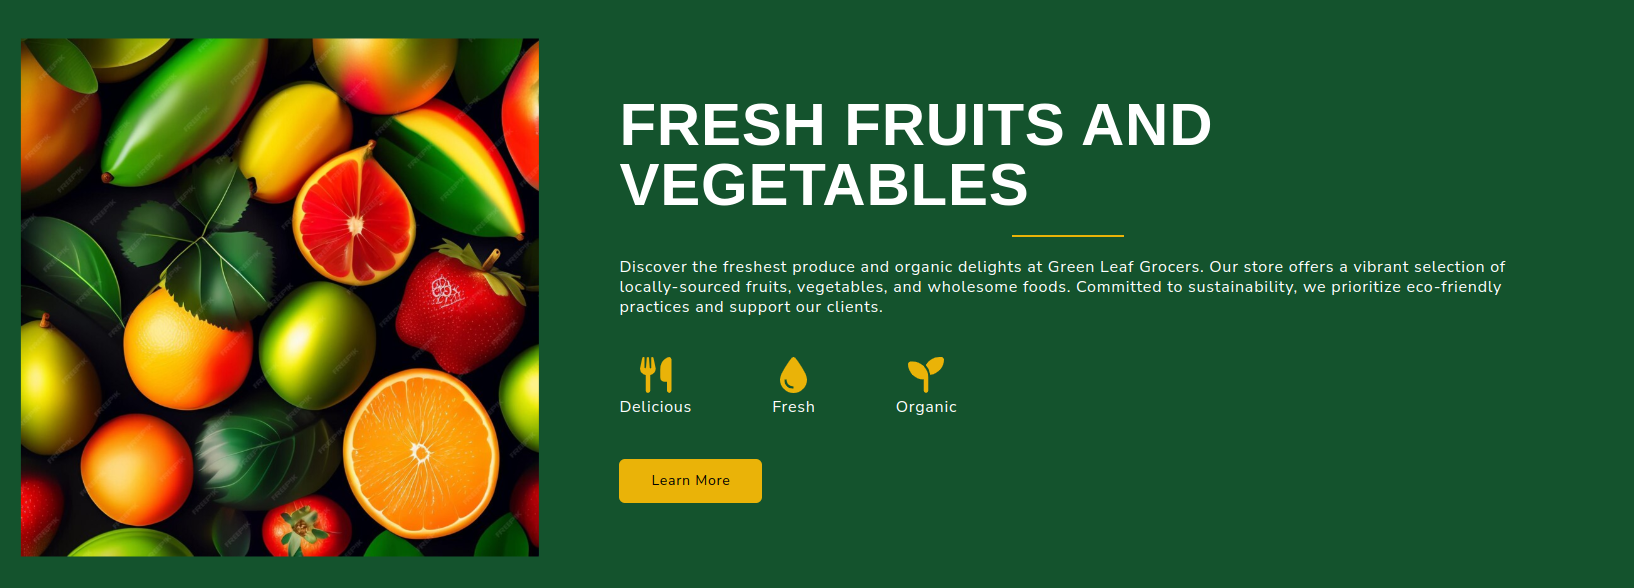 FRESH FRUITS AND
VEGETABLES
Discover the freshest produce and organic delights at Green Leaf Grocers. Our store offers a vibrant selection of
locally-sourced fruits, vegetables, and wholesome foods. Committed to sustainability, we prioritize eco-friendly
practices and support our clients.
Delicious Fresh Organic
Learn More